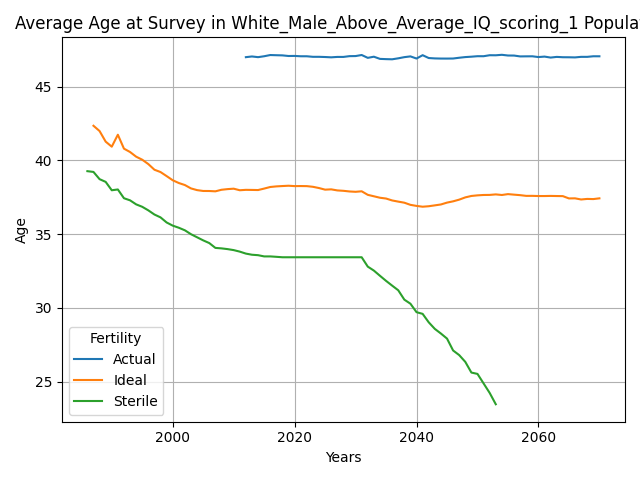 Average Age at Survey in White_Male_Above_Average_IQ_scoring_1 Popula
45
40
35
30
25
Age
Fertility
Actual
Ideal
Sterile
2000 2020 2040 2060
Years